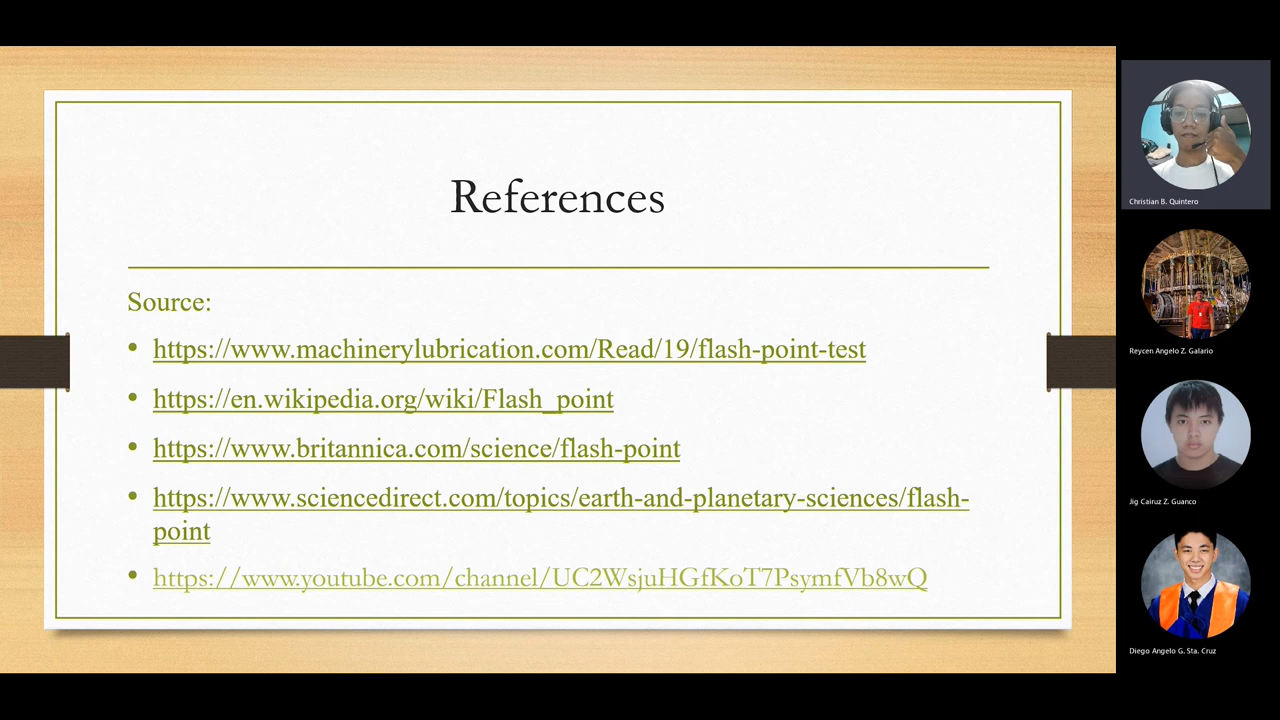 References
Source:
• https://www.machinerylubrication.com/Read/19/flash-point-test
• https://en.wikipedia.org/wiki/Flash_point
• https://www.britannica.com/science/flash-point
• https://www.sciencedirect.com/topics/earth-and-planetary-sciences/flash-
point
• https://www.youtube.com/channel/UC2WsjuHGfKoT7PsymfVb8wQ
Christian B. Quintero
Reycen Angelo Z. Galario
Jig Cairuz Z. Guanco
Diego Angelo G. Sta. Cruz